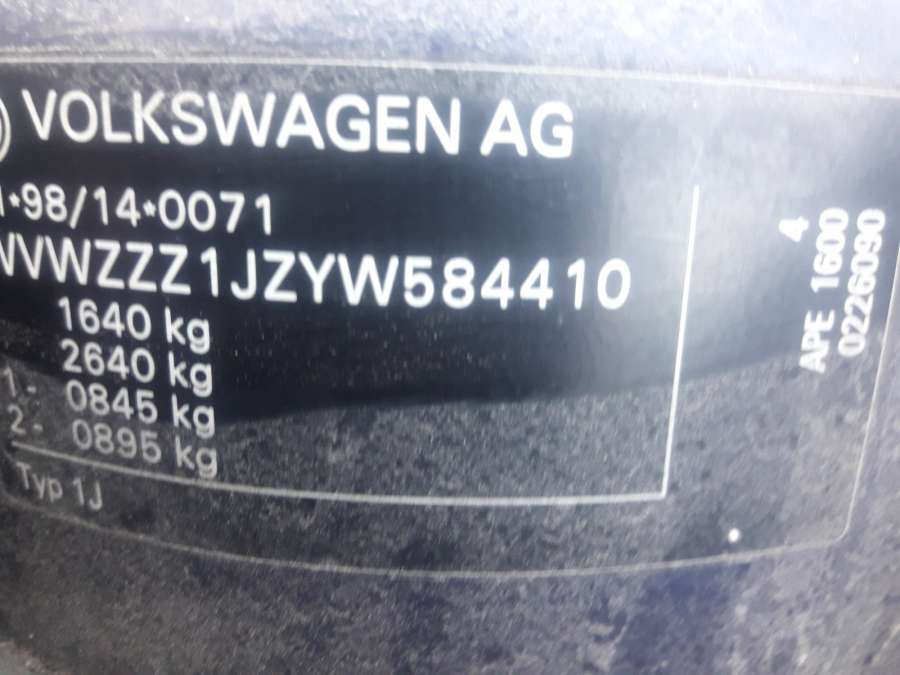 VOLKSWAGEN AG
1*98/14*0071
WVWZZZ1JZYW584410
1640 kg
2640 kg
1- 0845 kg
2- 0895 kg
Typ 1J
4
APE 1600
0226090